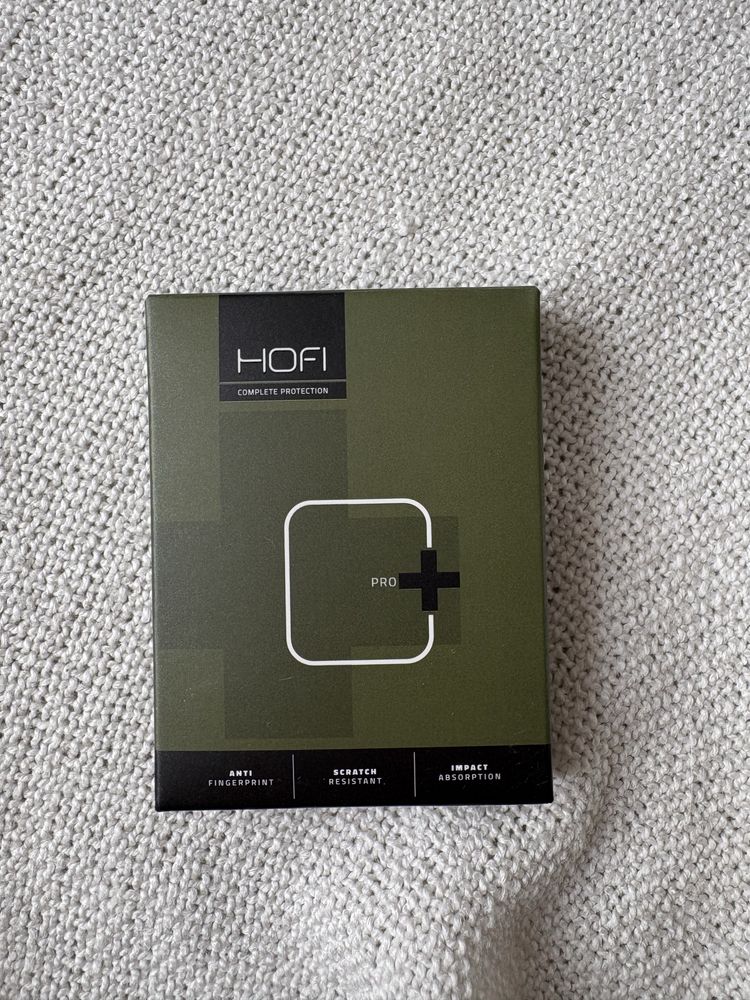 HOFI
COMPLETE PROTECTION
PRO+
ANTI
FINGERPRINT
SCRATCH
RESISTANT
IMPACT
ABSORPTION